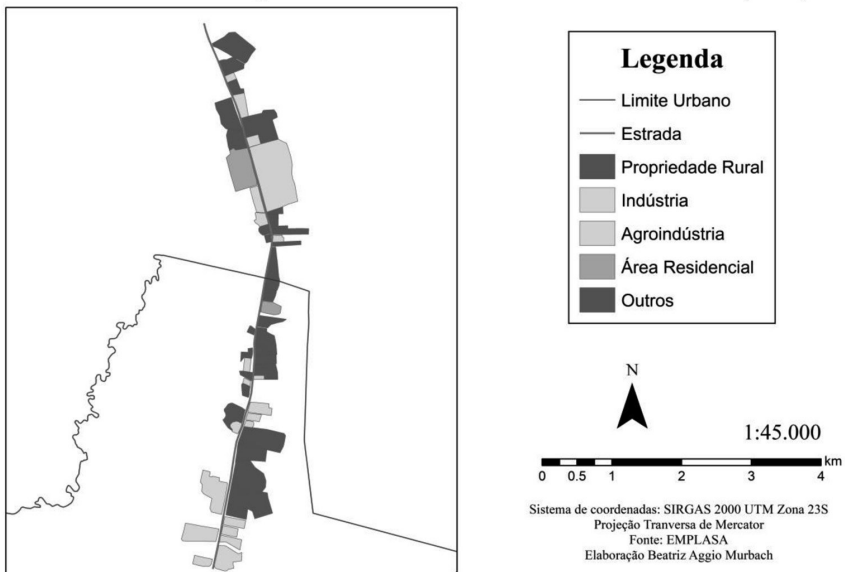 Legenda
Limite Urbano
Estrada
Propriedade Rural
Indústria
Agroindústria
Área Residencial
Outros
N
1:45.000
km
0 0.5 1 2 3 4
Sistema de coordenadas: SIRGAS 2000 UTM Zona 23S
Projeção Tranversa de Mercator
Fonte: EMPLASA
Elaboração Beatriz Aggio Murbach